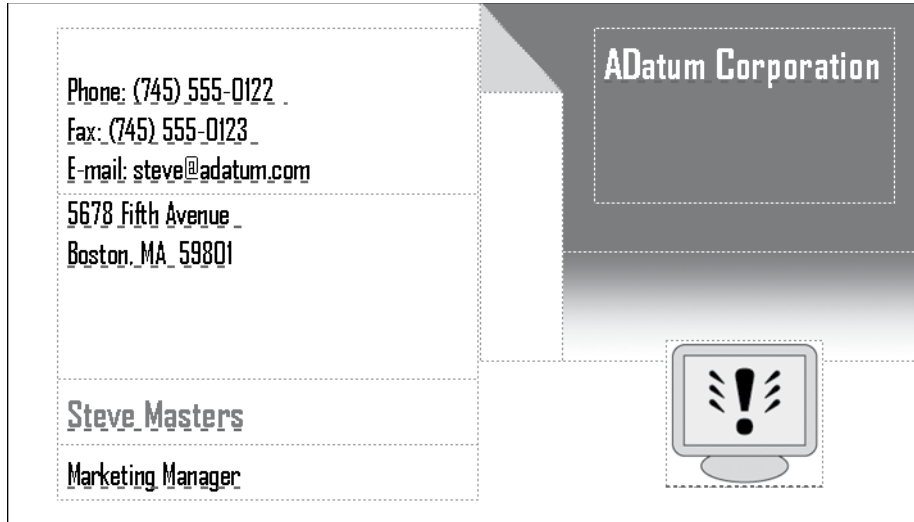 Phone: (745) 555-0122
Fax: (745) 555-0123
E-mail: steve@adatum.com
5678 Fifth Avenue
Boston, MA 59801
Steve Masters
Marketing Manager
ADatum Corporation